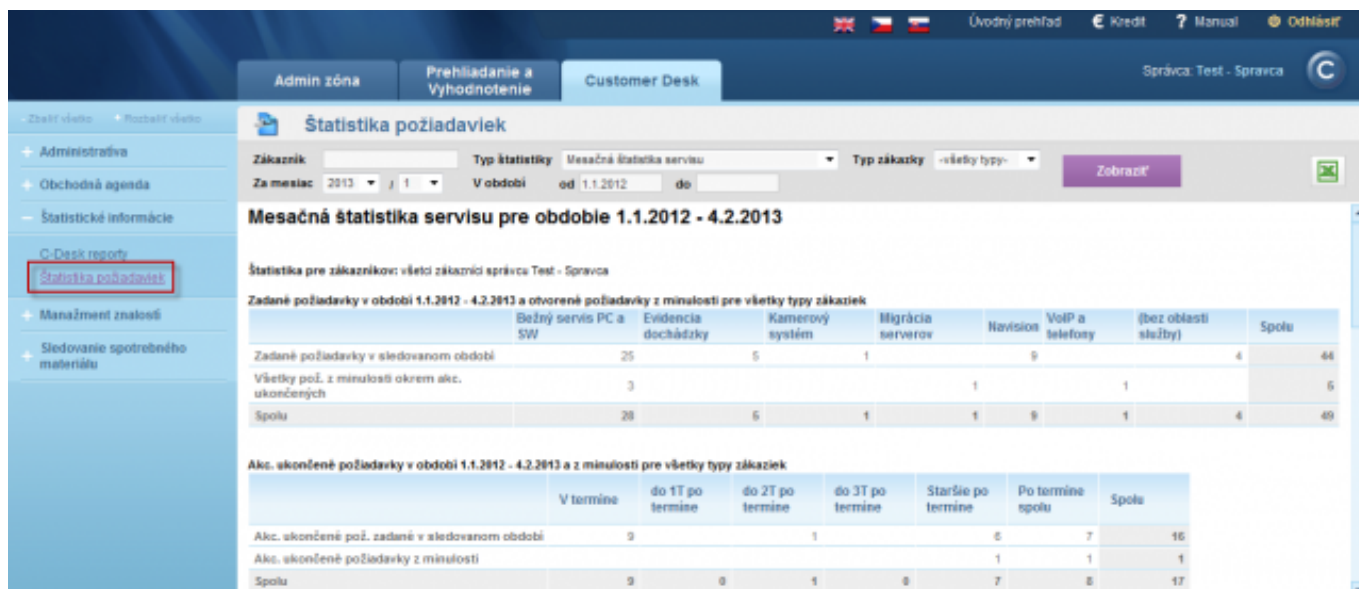 Úvodný prehľad € Kredit ? Manual Odhlásiť
Admin zóna
Prehliadanie a Vyhodnotenie
Customer Desk
Správca: Test - Spravca
Zbaliť všetko Rozbaliť všetko
Administratíva
Obchodná agenda
Štatistické informácie
C-Desk reporty
Štatistika požiadaviek
Manažment znalostí
Sledovanie spotrebného materiálu
Štatistika požiadaviek
Zákazník Typ štatistiky Mesačná štatistika servisu Typ zákazky -všetky typy-
Za mesiac 2013 / 1 V období od 1.1.2012 do
Zobraziť
Mesačná štatistika servisu pre obdobie 1.1.2012 - 4.2.2013
Štatistika pre zákazníkov: všetci zákazníci správcu Test - Spravca
Zadané požiadavky v období 1.1.2012 - 4.2.2013 a otvorené požiadavky z minulosti pre všetky typy zákaziek
Bežný servis PC a SW Evidencia dochádzky Kamerový systém Migrácia serverov Navision VoIP a telefony (bez oblasti služby) Spolu
Zadané požiadavky v sledovanom období 25 5 1 9 4 44
Všetky pož. z minulosti okrem akc. ukončených 3 1 1 5
Spolu 28 5 1 1 9 1 4 49
Akc. ukončené požiadavky v období 1.1.2012 - 4.2.2013 a z minulosti pre všetky typy zákaziek
V termíne do 1T po termíne do 2T po termíne do 3T po termíne Staršie po termíne Po termíne spolu Spolu
Akc. ukončené pož. zadané v sledovanom období 9 1 6 7 16
Akc. ukončené požiadavky z minulosti 1 1 1
Spolu 9 0 1 0 7 8 17